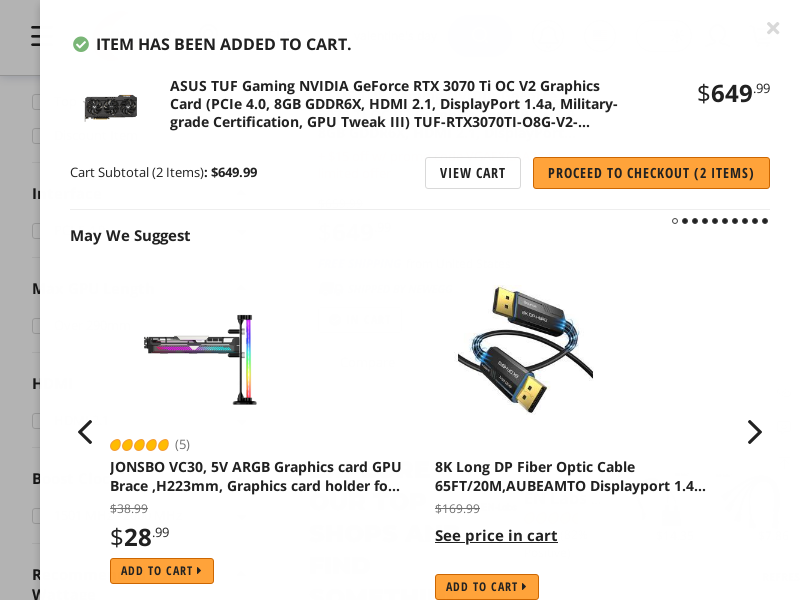 ITEM HAS BEEN ADDED TO CART.
ASUS TUF Gaming NVIDIA GeForce RTX 3070 Ti OC V2 Graphics
Card (PCIe 4.0, 8GB GDDR6X, HDMI 2.1, DisplayPort 1.4a, Military-
grade Certification, GPU Tweak III) TUF-RTX3070TI-O8G-V2-...
$649.99
Cart Subtotal (2 Items): $649.99
VIEW CART
PROCEED TO CHECKOUT (2 ITEMS)
May We Suggest
(5)
JONSBO VC30, 5V ARGB Graphics card GPU
Brace ,H223mm, Graphics card holder fo...
$38.99
$28.99
ADD TO CART
8K Long DP Fiber Optic Cable
65FT/20M,AUBEAMTO Displayport 1.4...
$169.99
See price in cart
ADD TO CART